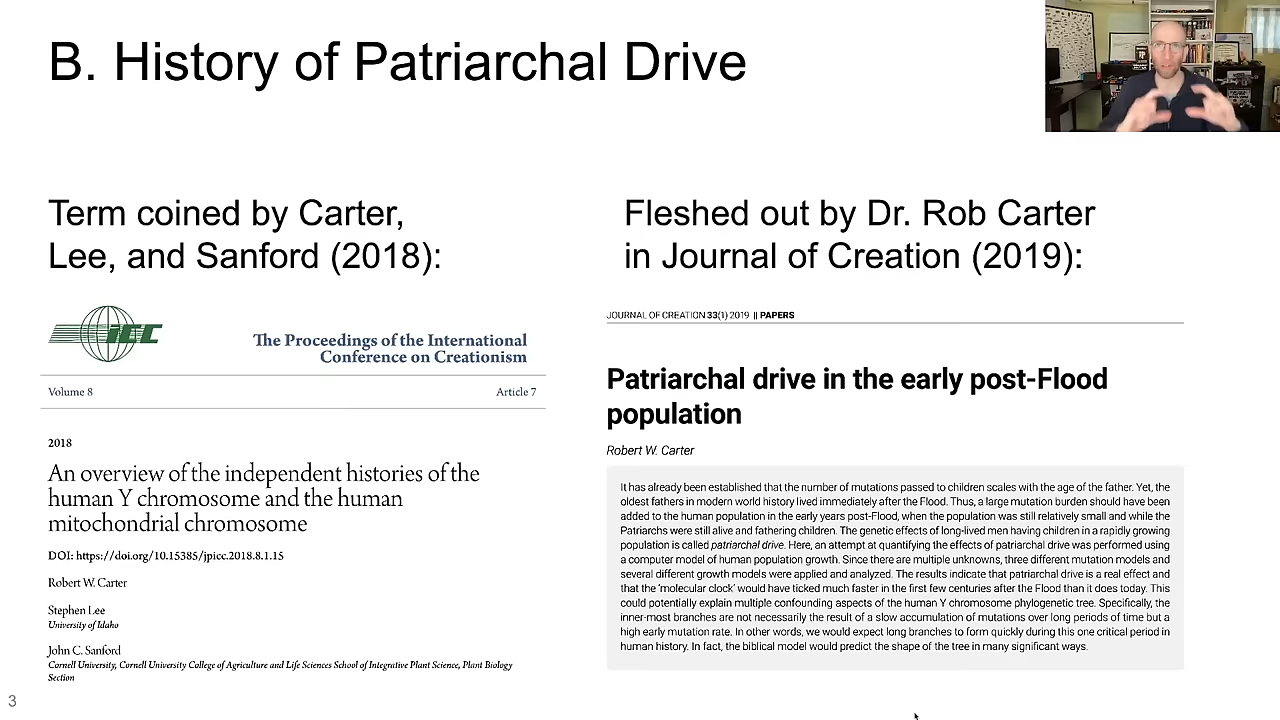 B. History of Patriarchal Drive
Term coined by Carter,
Lee, and Sanford (2018):
icc
The Proceedings of the International
Conference on Creationism
Volume 8
Article 7
2018
An overview of the independent histories of the
human Y chromosome and the human
mitochondrial chromosome
DOI: https://doi.org/10.15385/jpicc.2018.8.1.15
Robert W. Carter
Stephen Lee
University of Idaho
John C. Sanford
Cornell University, Cornell University College of Agriculture and Life Sciences School of Integrative Plant Science, Plant Biology
Section
Fleshed out by Dr. Rob Carter
in Journal of Creation (2019):
JOURNAL OF CREATION 33(1) 2019 || PAPERS
Patriarchal drive in the early post-Flood
population
Robert W. Carter
It has already been established that the number of mutations passed to children scales with the age of the father. Yet, the
oldest fathers in modern world history lived immediately after the Flood. Thus, a large mutation burden should have been
added to the human population in the early years post-Flood, when the population was still relatively small and while the
Patriarchs were still alive and fathering children. The genetic effects of long-lived men having children in a rapidly growing
population is called patriarchal drive. Here, an attempt at quantifying the effects of patriarchal drive was performed using
a computer model of human population growth. Since there are multiple unknowns, three different mutation models and
several different growth models were applied and analyzed. The results indicate that patriarchal drive is a real effect and
that the 'molecular clock' would have ticked much faster in the first few centuries after the Flood than it does today. This
could potentially explain multiple confounding aspects of the human Y chromosome phylogenetic tree. Specifically, the
inner-most branches are not necessarily the result of a slow accumulation of mutations over long periods of time but a
high early mutation rate. In other words, we would expect long branches to form quickly during this one critical period in
human history. In fact, the biblical model would predict the shape of the tree in many significant ways.
3